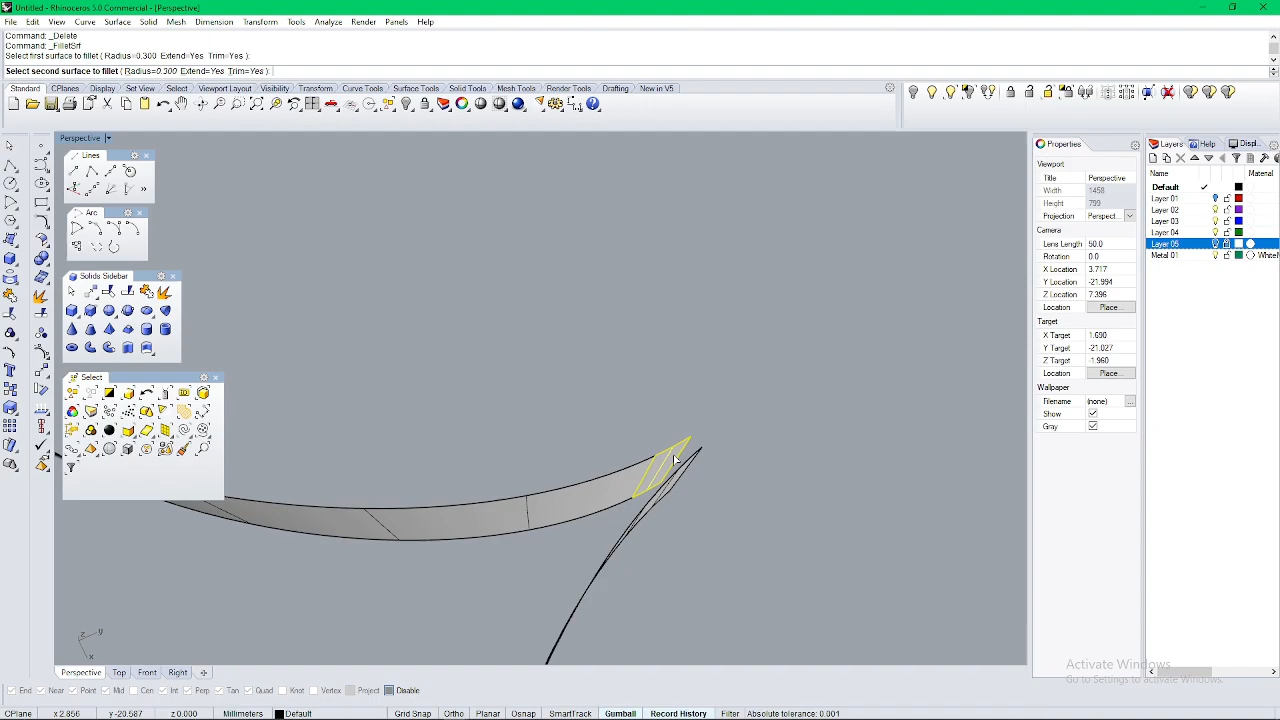 Untitled - Rhinoceros 5.0 Commercial - [Perspective]
File Edit View Curve Surface Solid Mesh Dimension Transform Tools Analyze Render Panels Help
Command: _Delete
Command: _FilletSrf
Select first surface to fillet ( Radius=0.300 Extend=Yes Trim=Yes ):
Select second surface to fillet ( Radius=0.300 Extend=Yes Trim=Yes ):
Standard CPlanes Display Set View Select Viewport Layout Visibility Transform Curve Tools Surface Tools Solid Tools Mesh Tools Render Tools Drafting New in V5
Perspective
Lines
Arc
Solids Sidebar
Select
Properties
Viewport
Title Perspective
Width 1458
Height 799
Projection Perspect...
Camera
Lens Length 50.0
Rotation 0.0
X Location 3.717
Y Location -21.994
Z Location 7.396
Location Place...
Target
X Target 1.690
Y Target -21.027
Z Target -1.960
Location Place...
Wallpaper
Filename (none) ...
Show
Gray
Layers Help Displ...
Name Material
Default
Layer 01
Layer 02
Layer 03
Layer 04
Layer 05
Metal 01 White
z y
x
Activate Windows
Go to Settings to activate Windows.
Perspective Top Front Right
End Near Point Mid Cen Int Perp Tan Quad Knot Vertex Project Disable
CPlane x 2.856 y -20.587 z 0.000 Millimeters Default Grid Snap Ortho Planar Osnap SmartTrack Gumball Record History Filter Absolute tolerance: 0.001